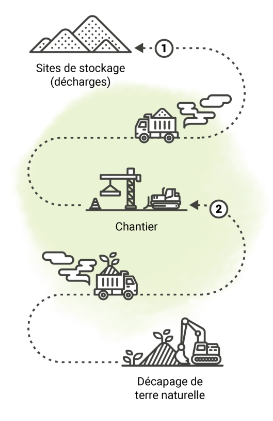 1
Sites de stockage
(décharges)
Chantier
2
Décapage de
terre naturelle